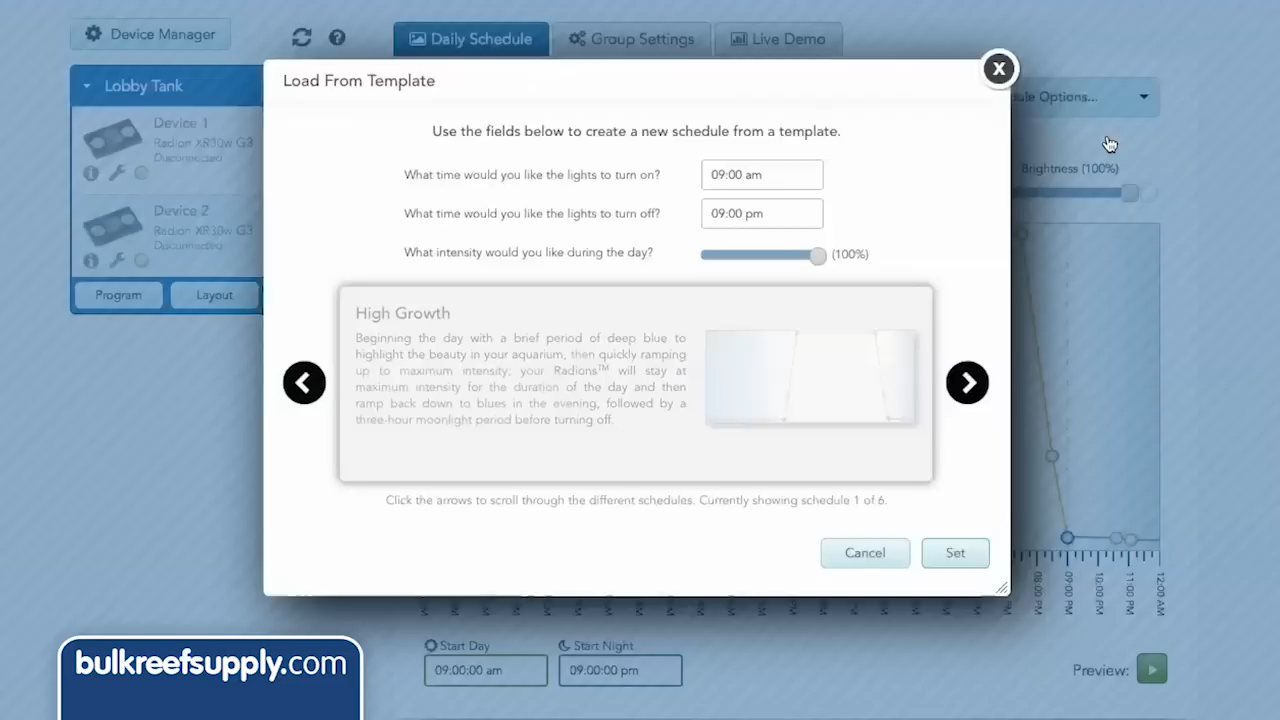 Device Manager
Daily Schedule
Group Settings
Live Demo
Lobby Tank
Load From Template
X
Options...
Device 1
Radion XR30w G3
Disconnected
Device 2
Radion XR30w G3
Disconnected
Program
Layout
Use the fields below to create a new schedule from a template.
What time would you like the lights to turn on?
09:00 am
What time would you like the lights to turn off?
09:00 pm
What intensity would you like during the day?
(100%)
Brightness (100%)
High Growth
Beginning the day with a brief period of deep blue to
highlight the beauty in your aquarium, then quickly ramping
up to maximum intensity; your Radions™ will stay at
maximum intensity for the duration of the day and then
ramp back down to blues in the evening, followed by a
three-hour moonlight period before turning off.
Click the arrows to scroll through the different schedules. Currently showing schedule 1 of 6.
Cancel
Set
08:00 PM
09:00 PM
10:00 PM
11:00 PM
12:00 AM
Start Day
Start Night
09:00:00 am
09:00:00 pm
Preview:
bulkreefsupply.com